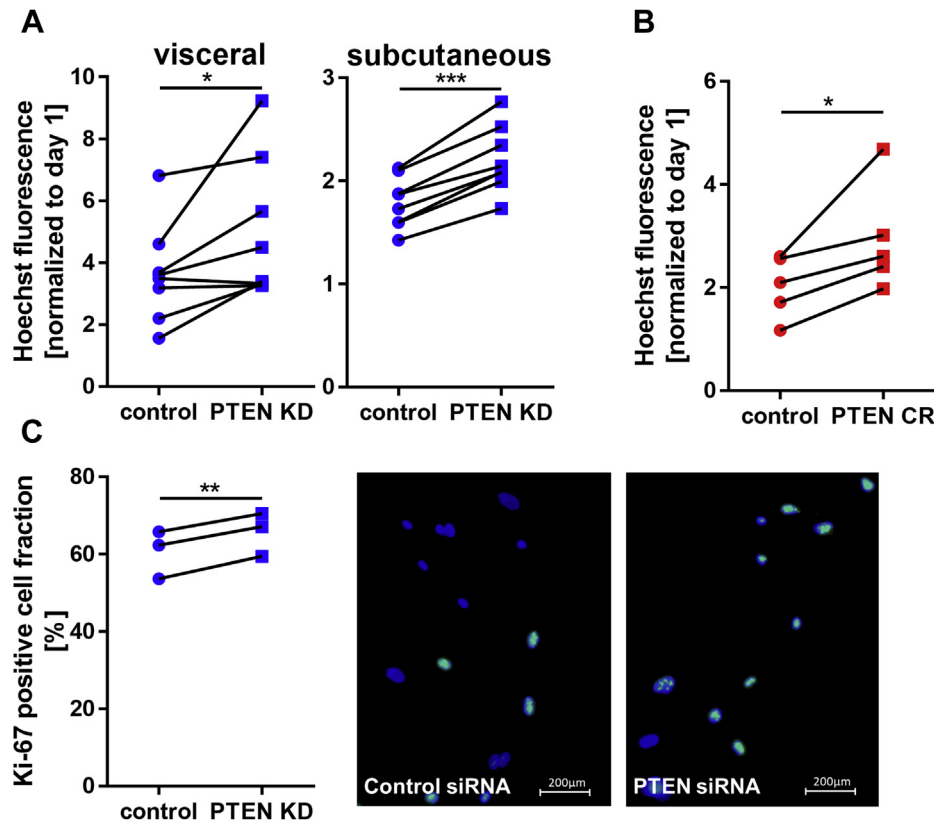 A
visceral
subcutaneous
Hoechst fluorescence
[normalized to day 1]
10
8
6
4
2
0
*
control PTEN KD
3
2
1
0
***
control PTEN KD
B
Hoechst fluorescence
[normalized to day 1]
6
4
2
0
*
control PTEN CR
C
Ki-67 positive cell fraction
[%]
80
60
40
20
0
**
control PTEN KD
Control siRNA
200µm
PTEN siRNA
200µm